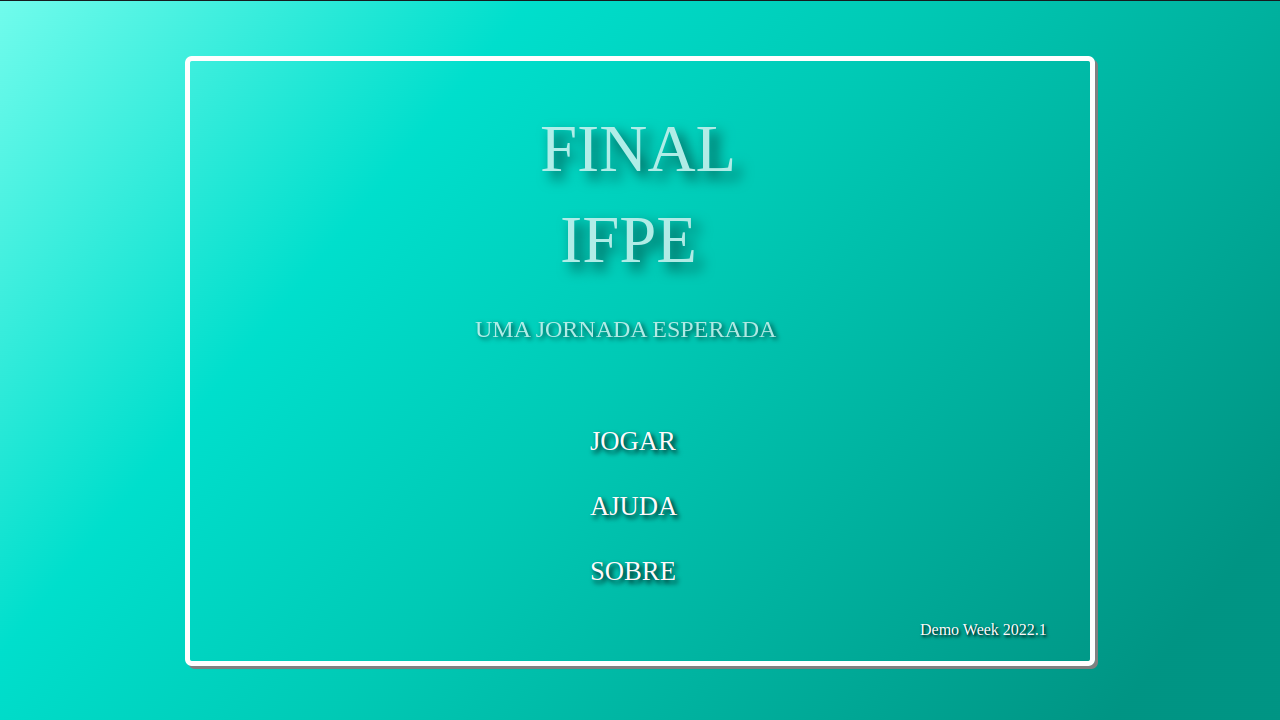 FINAL
IFPE
UMA JORNADA ESPERADA
JOGAR
AJUDA
SOBRE
Demo Week 2022.1